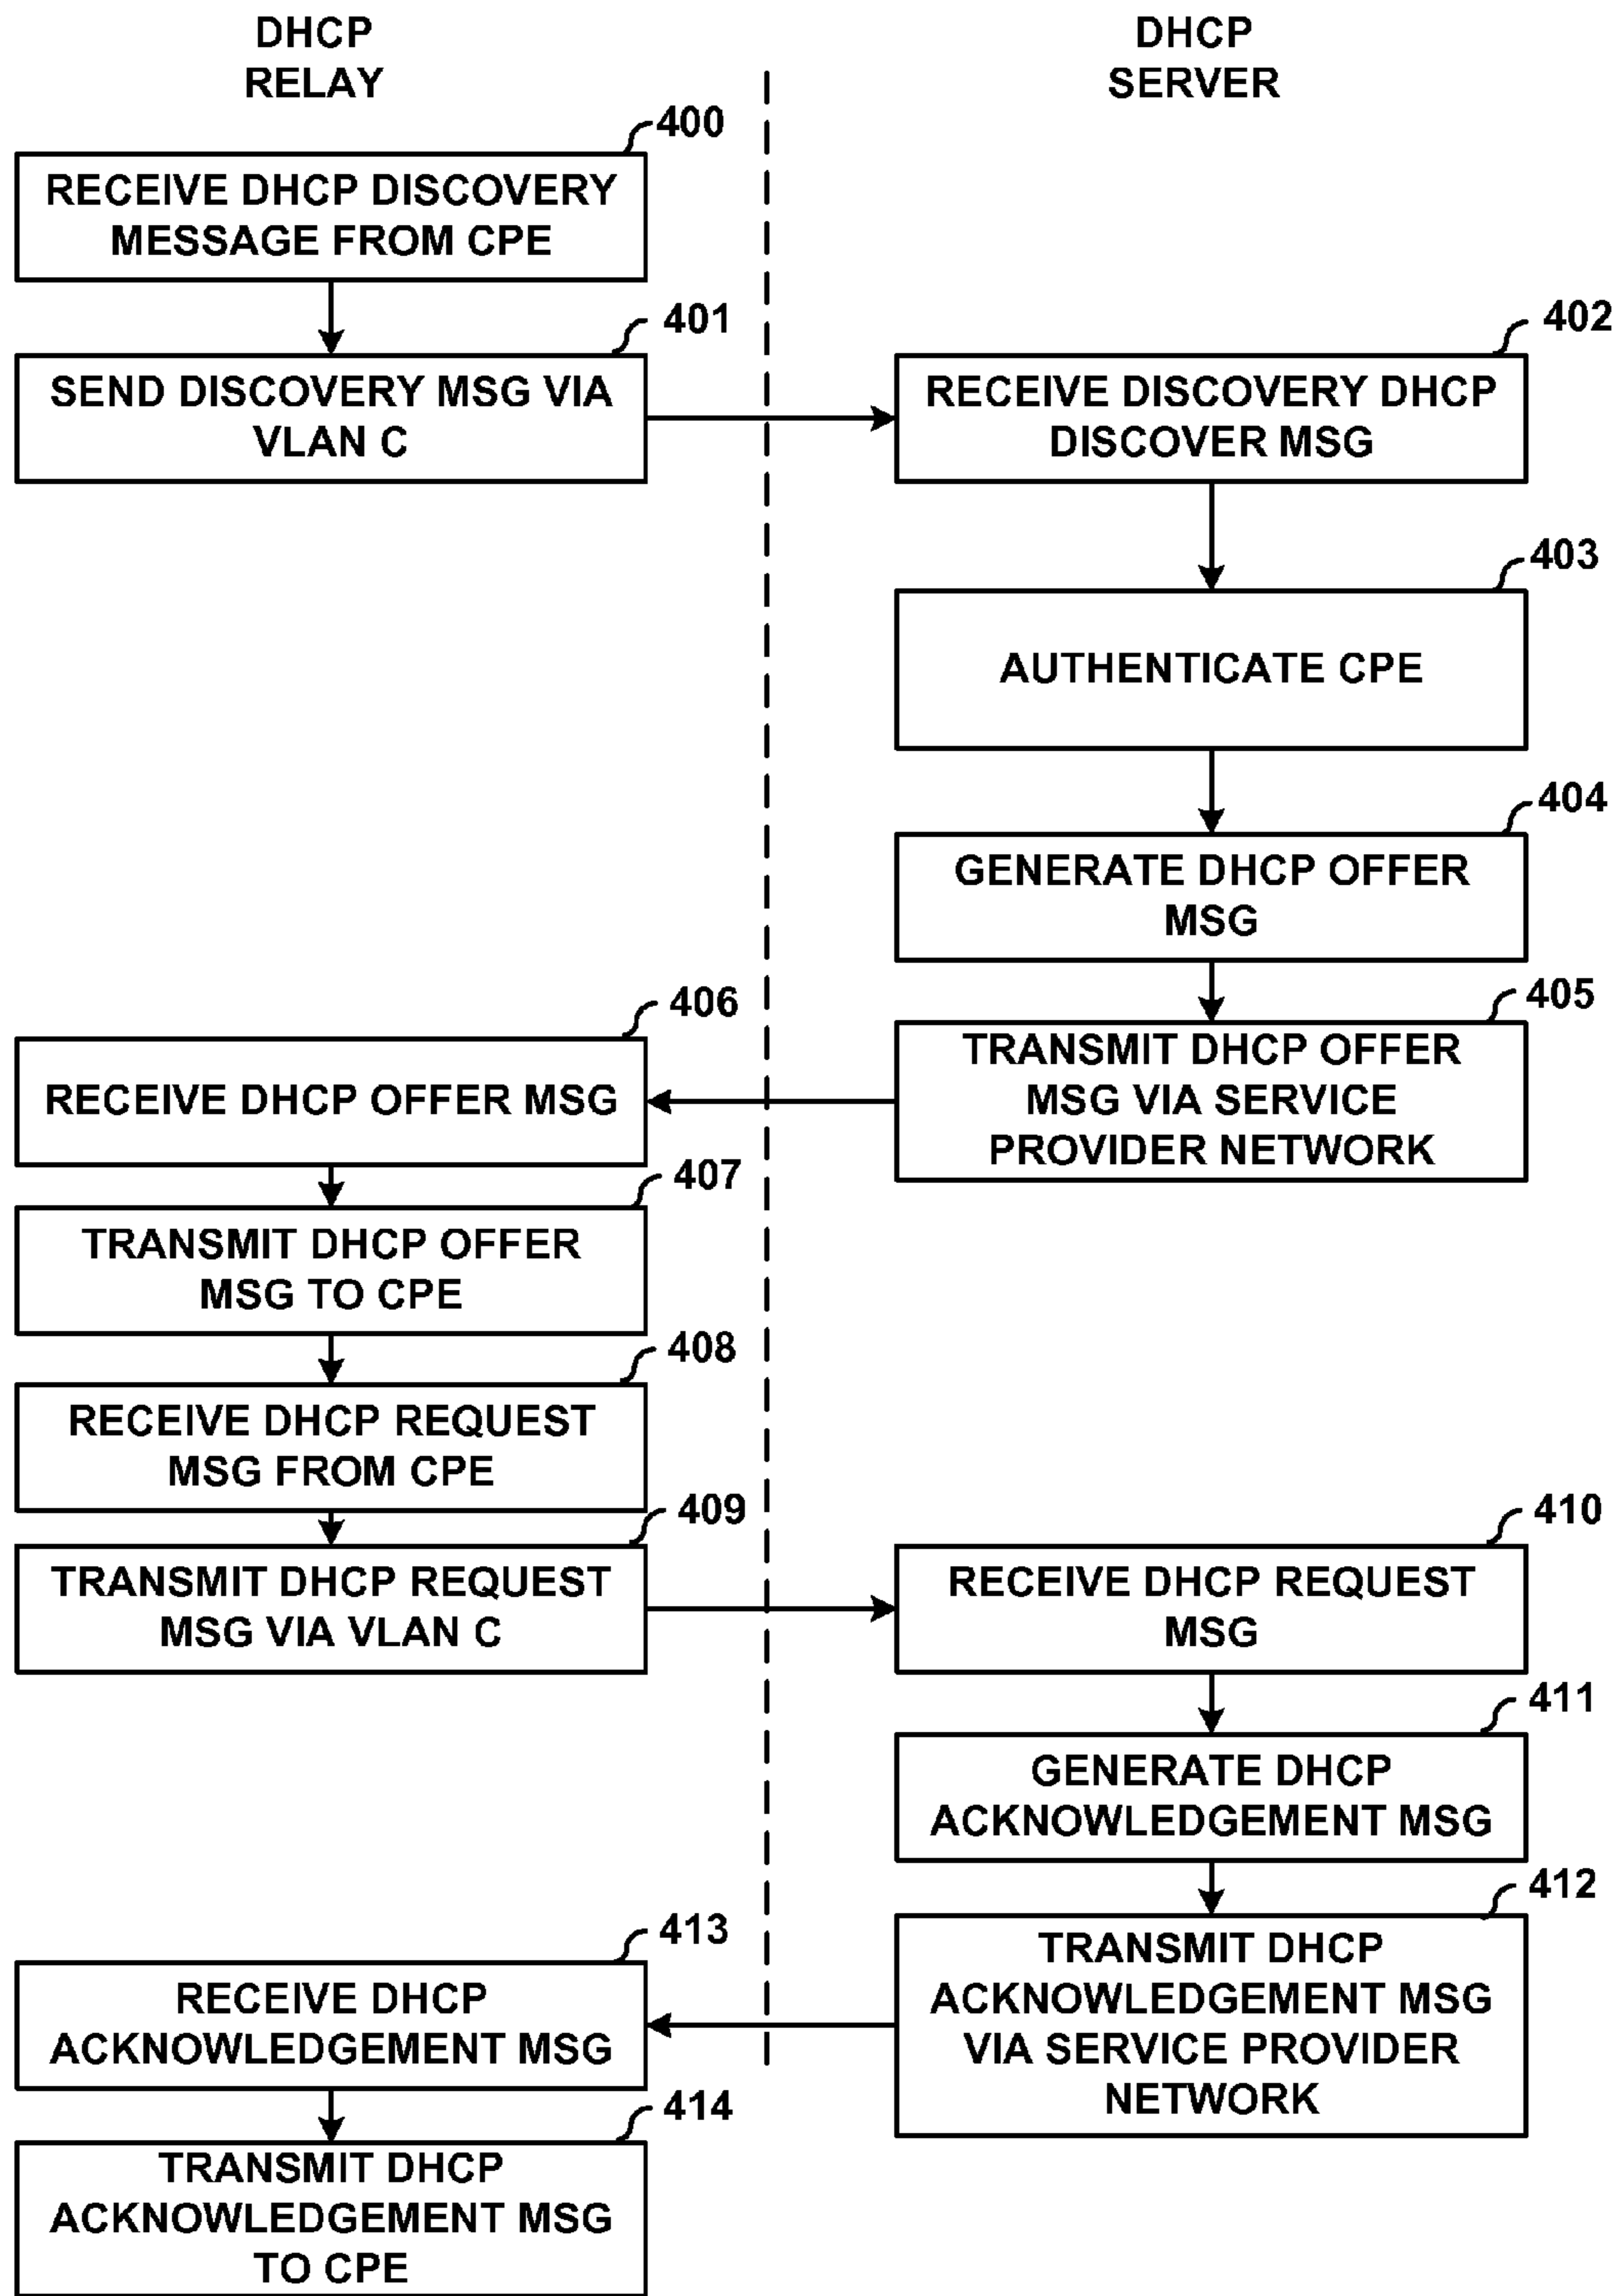 DHCP
RELAY
DHCP
SERVER
400
RECEIVE DHCP DISCOVERY
MESSAGE FROM CPE
401
SEND DISCOVERY MSG VIA
VLAN C
402
RECEIVE DISCOVERY DHCP
DISCOVER MSG
403
AUTHENTICATE CPE
404
GENERATE DHCP OFFER
MSG
405
TRANSMIT DHCP OFFER
MSG VIA SERVICE
PROVIDER NETWORK
406
RECEIVE DHCP OFFER MSG
407
TRANSMIT DHCP OFFER
MSG TO CPE
408
RECEIVE DHCP REQUEST
MSG FROM CPE
409
TRANSMIT DHCP REQUEST
MSG VIA VLAN C
410
RECEIVE DHCP REQUEST
MSG
411
GENERATE DHCP
ACKNOWLEDGEMENT MSG
412
TRANSMIT DHCP
ACKNOWLEDGEMENT MSG
VIA SERVICE PROVIDER
NETWORK
413
RECEIVE DHCP
ACKNOWLEDGEMENT MSG
414
TRANSMIT DHCP
ACKNOWLEDGEMENT MSG
TO CPE